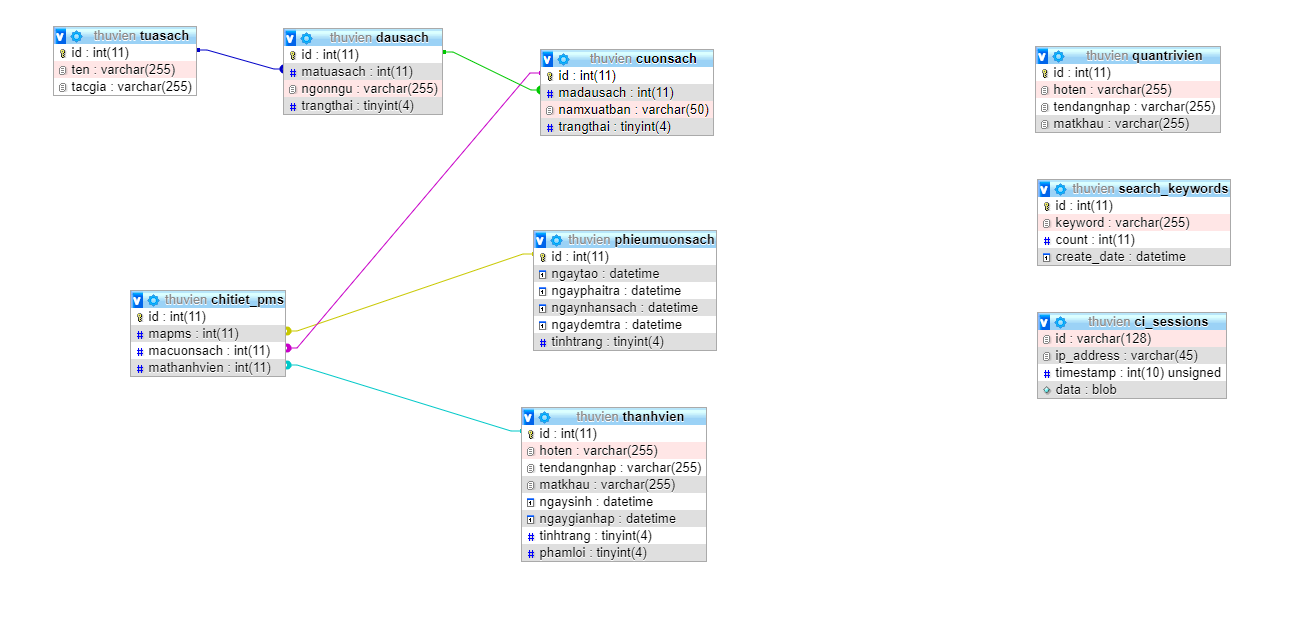 thuvien tuasach
id : int(11)
ten : varchar(255)
tacgia : varchar(255)
thuvien dausach
id : int(11)
matuasach : int(11)
ngonngu : varchar(255)
trangthai : tinyint(4)
thuvien cuonsach
id : int(11)
madausach : int(11)
namxuatban : varchar(50)
trangthai : tinyint(4)
thuvien quantrivien
id : int(11)
hoten : varchar(255)
tendangnhap : varchar(255)
matkhau : varchar(255)
thuvien search_keywords
id : int(11)
keyword : varchar(255)
count : int(11)
create_date : datetime
thuvien phieumuonsach
id : int(11)
ngaytao : datetime
ngayphaitra : datetime
ngaynhansach : datetime
ngaydemtra : datetime
tinhtrang : tinyint(4)
thuvien chitiet_pms
id : int(11)
mapms : int(11)
macuonsach : int(11)
mathanhvien : int(11)
thuvien ci_sessions
id : varchar(128)
ip_address : varchar(45)
timestamp : int(10) unsigned
data : blob
thuvien thanhvien
id : int(11)
hoten : varchar(255)
tendangnhap : varchar(255)
matkhau : varchar(255)
ngaysinh : datetime
ngaygianhap : datetime
tinhtrang : tinyint(4)
phamloi : tinyint(4)